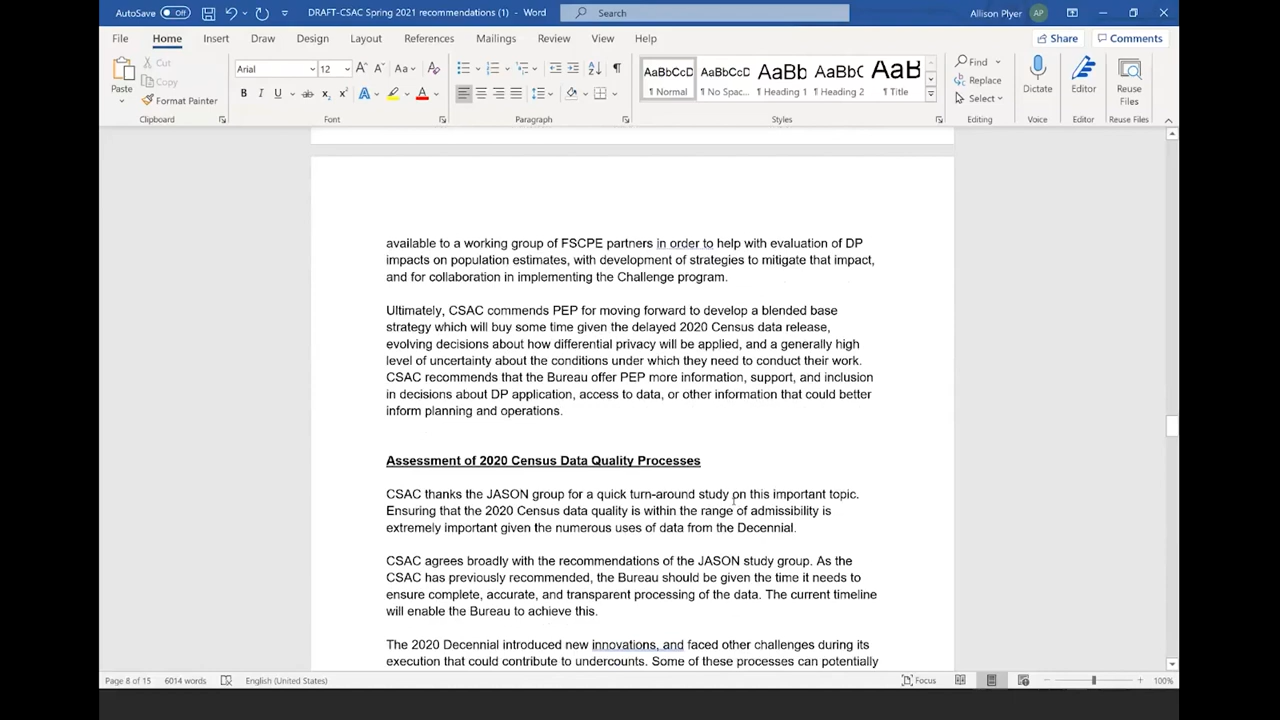 AutoSave Off DRAFT-CSAC Spring 2021 recommendations (1) - Word Search Allison Plyer AP
File Home Insert Draw Design Layout References Mailings Review View Help Share Comments
Paste Cut Copy Format Painter
Arial 12 A A Aa A
B I U ab x₂ x² A A
AaBbCcD AaBbCcD AaBb AaBbC AaB
¶ Normal ¶ No Spac... ¶ Heading 1 ¶ Heading 2 ¶ Title
Find Replace Select Dictate Editor Reuse Files
Clipboard Font Paragraph Styles Editing Voice Editor Reuse Files
available to a working group of FSCPE partners in order to help with evaluation of DP
impacts on population estimates, with development of strategies to mitigate that impact,
and for collaboration in implementing the Challenge program.
Ultimately, CSAC commends PEP for moving forward to develop a blended base
strategy which will buy some time given the delayed 2020 Census data release,
evolving decisions about how differential privacy will be applied, and a generally high
level of uncertainty about the conditions under which they need to conduct their work.
CSAC recommends that the Bureau offer PEP more information, support, and inclusion
in decisions about DP application, access to data, or other information that could better
inform planning and operations.
Assessment of 2020 Census Data Quality Processes
CSAC thanks the JASON group for a quick turn-around study on this important topic.
Ensuring that the 2020 Census data quality is within the range of admissibility is
extremely important given the numerous uses of data from the Decennial.
CSAC agrees broadly with the recommendations of the JASON study group. As the
CSAC has previously recommended, the Bureau should be given the time it needs to
ensure complete, accurate, and transparent processing of the data. The current timeline
will enable the Bureau to achieve this.
The 2020 Decennial introduced new innovations, and faced other challenges during its
execution that could contribute to undercounts. Some of these processes can potentially
Page 8 of 15 6014 words English (United States) Focus 100%